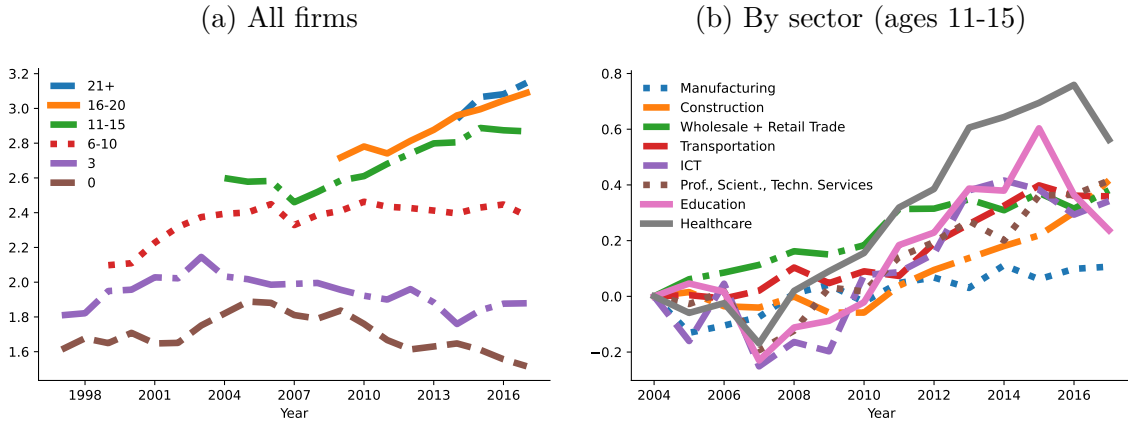 (a) All firms
3.2
3.0
2.8
2.6
2.4
2.2
2.0
1.8
1.6
21+
16-20
11-15
6-10
3
0
1998 2001 2004 2007 2010 2013 2016
Year
(b) By sector (ages 11-15)
0.8
0.6
0.4
0.2
0.0
−0.2
Manufacturing
Construction
Wholesale + Retail Trade
Transportation
ICT
Prof., Scient., Techn. Services
Education
Healthcare
2004 2006 2008 2010 2012 2014 2016
Year